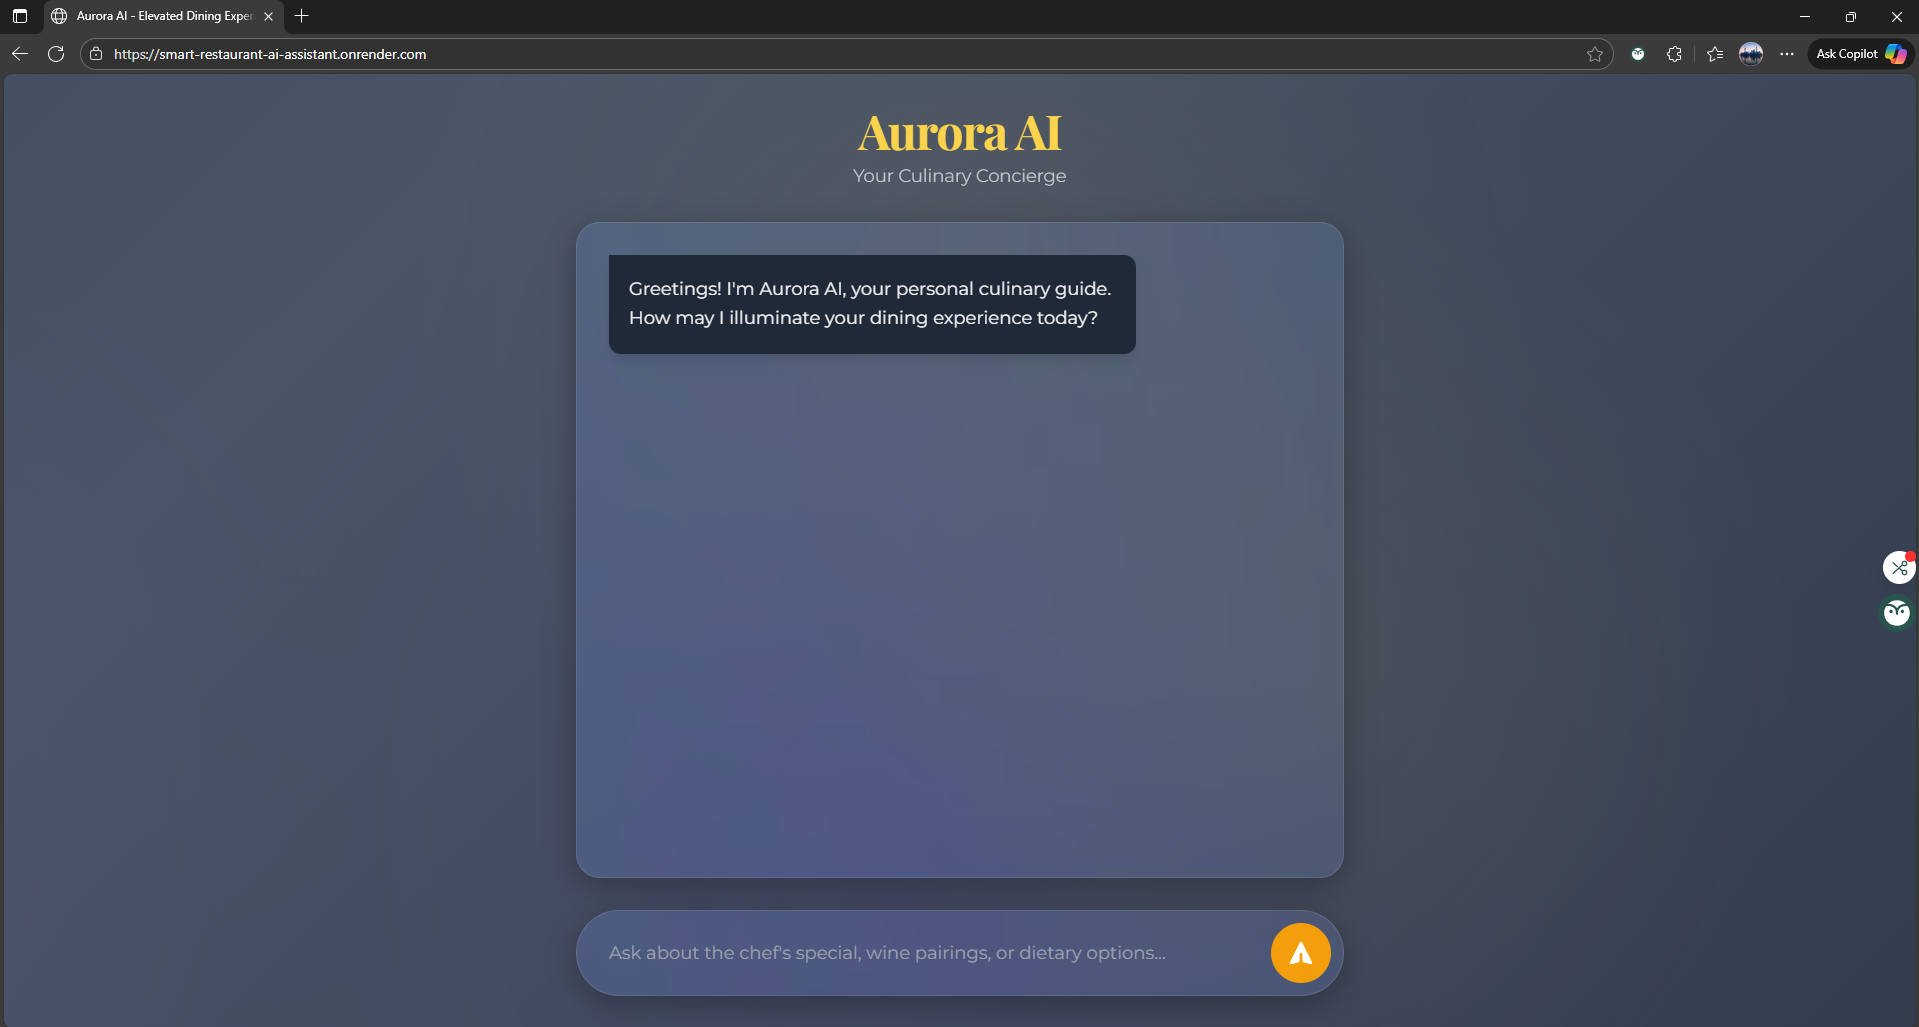 Aurora AI - Elevated Dining Exper
https://smart-restaurant-ai-assistant.onrender.com
Ask Copilot
Aurora AI
Your Culinary Concierge
Greetings! I'm Aurora AI, your personal culinary guide.
How may I illuminate your dining experience today?
Ask about the chef's special, wine pairings, or dietary options...